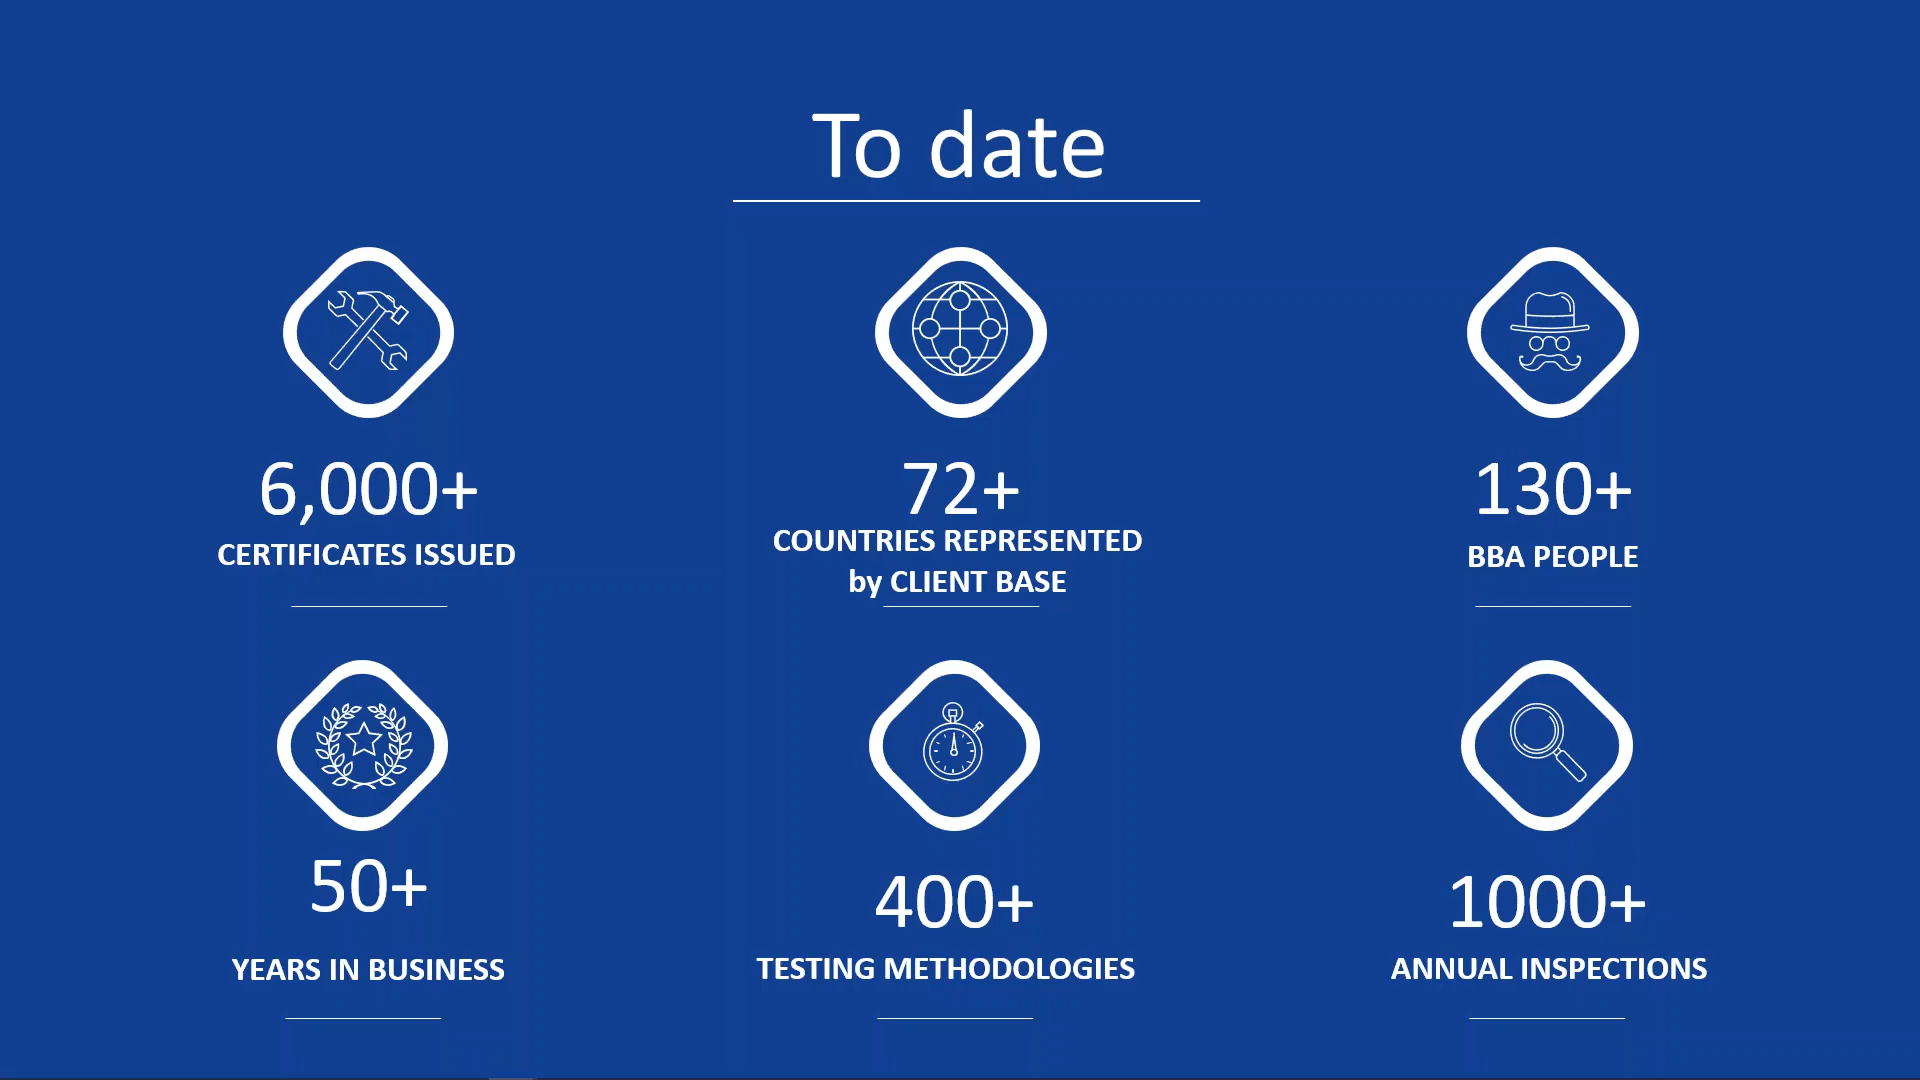 To date
6,000+
CERTIFICATES ISSUED
72+
COUNTRIES REPRESENTED
by CLIENT BASE
130+
BBA PEOPLE
50+
YEARS IN BUSINESS
400+
TESTING METHODOLOGIES
1000+
ANNUAL INSPECTIONS